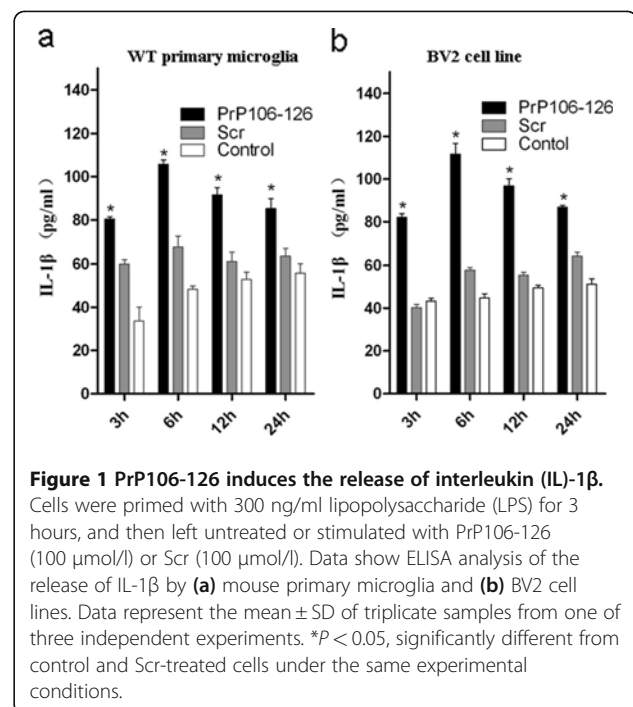 a
WT primary microglia
IL-1β (pg/ml)
140
120
100
80
60
40
20
0
PrP106-126
Scr
Control
*
*
*
*
3h
6h
12h
24h
b
BV2 cell line
IL-1β (pg/ml)
140
120
100
80
60
40
20
0
PrP106-126
Scr
Contol
*
*
*
*
3h
6h
12h
24h
Figure 1 PrP106-126 induces the release of interleukin (IL)-1β.
Cells were primed with 300 ng/ml lipopolysaccharide (LPS) for 3
hours, and then left untreated or stimulated with PrP106-126
(100 μmol/l) or Scr (100 μmol/l). Data show ELISA analysis of the
release of IL-1β by (a) mouse primary microglia and (b) BV2 cell
lines. Data represent the mean ± SD of triplicate samples from one of
three independent experiments. *P < 0.05, significantly different from
control and Scr-treated cells under the same experimental
conditions.